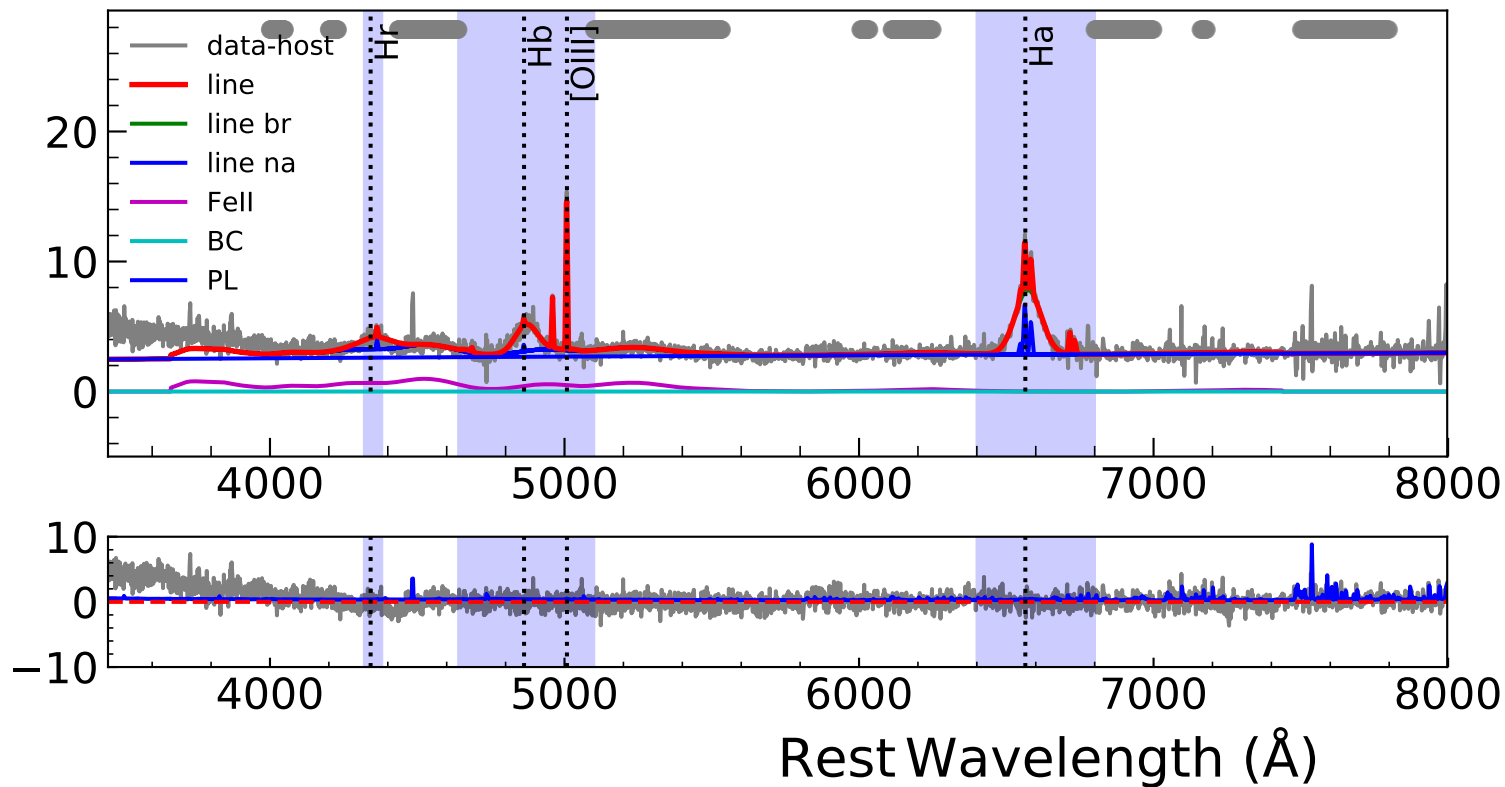 data-host
line
line br
line na
FeII
BC
PL
Hr
Hb
[OIII]
Ha
20
10
0
4000 5000 6000 7000 8000
10
0
−10
4000 5000 6000 7000 8000
Rest Wavelength (Å)